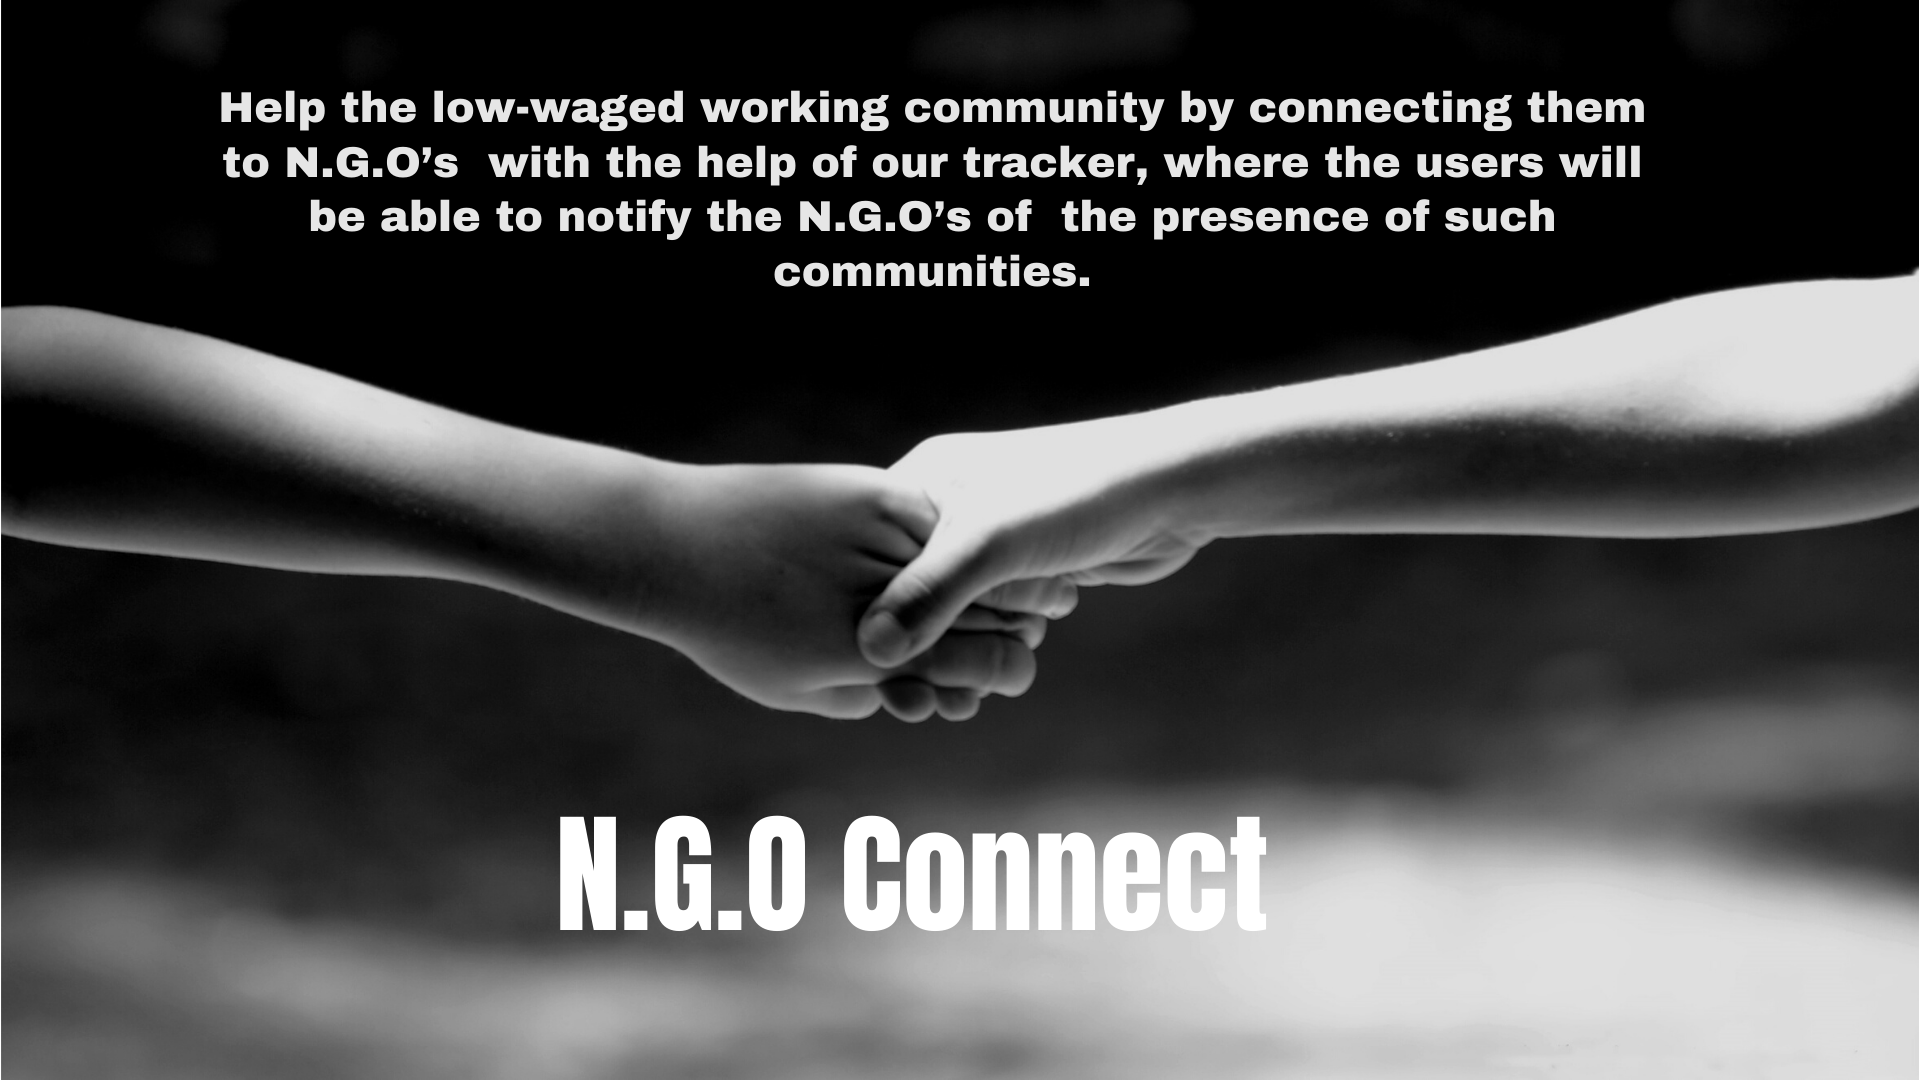 Help the low-waged working community by connecting them
to N.G.O’s  with the help of our tracker, where the users will
be able to notify the N.G.O’s of  the presence of such
communities.
N.G.O Connect